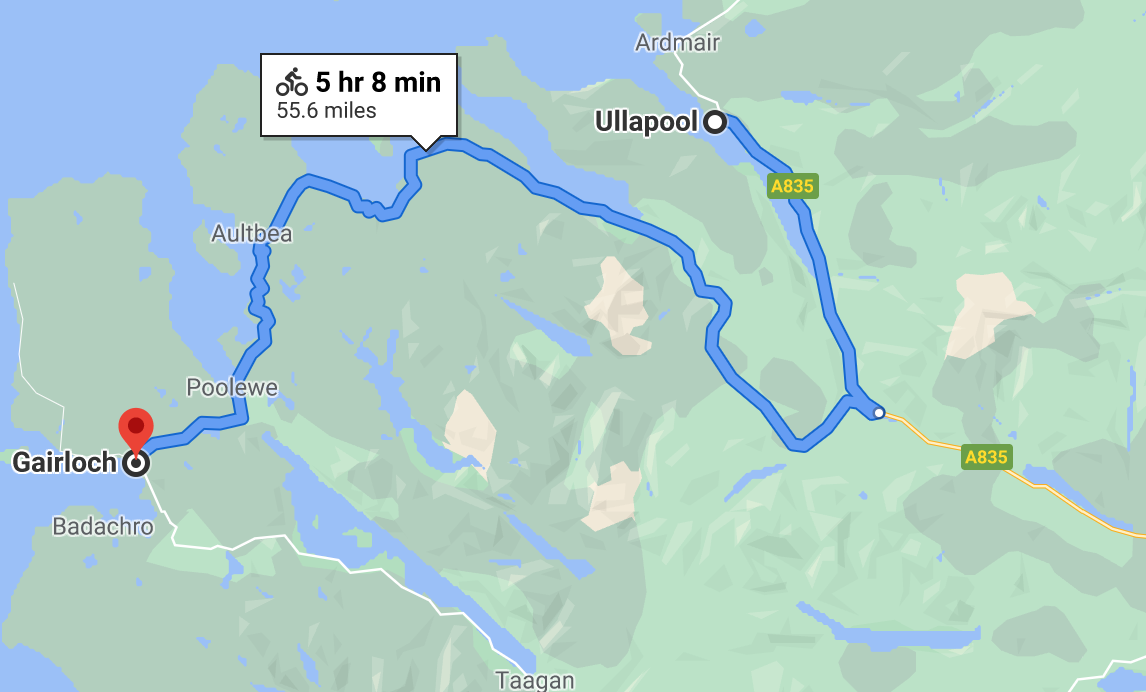 Ardmair
5 hr 8 min
55.6 miles
Ullapool
A835
Aultbea
Poolewe
Gairloch
A835
Badachro
Taagan